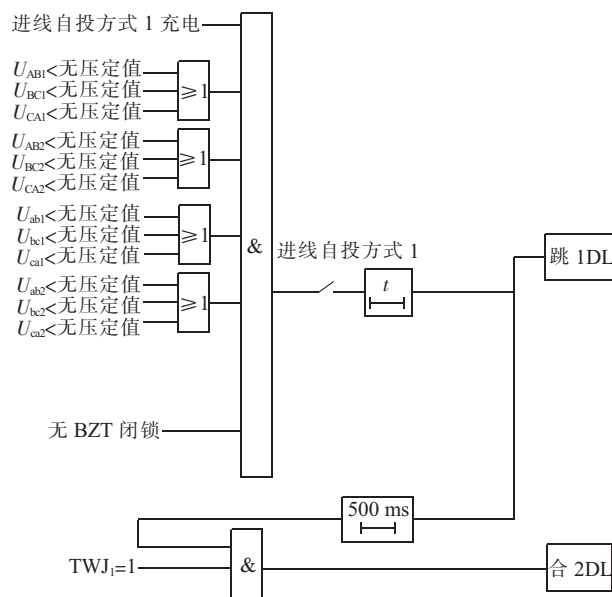 进线自投方式 1 充电
U_AB1<无压定值
U_BC1<无压定值
U_CA1<无压定值
≥1
U_AB2<无压定值
U_BC2<无压定值
U_CA2<无压定值
≥1
U_ab1<无压定值
U_bc1<无压定值
U_ca1<无压定值
≥1
U_ab2<无压定值
U_bc2<无压定值
U_ca2<无压定值
≥1
&
进线自投方式 1
t
跳 1DL
无 BZT 闭锁
500 ms
TWJ₁=1
&
合 2DL